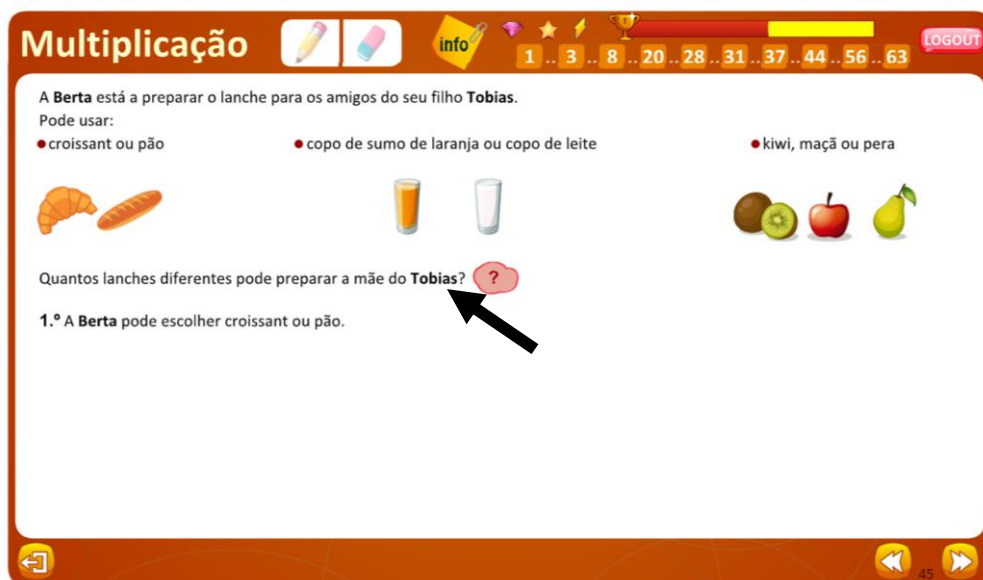 Multiplicação
info
1 .. 3 .. 8 .. 20 .. 28 .. 31 .. 37 .. 44 .. 56 .. 63
LOGOUT
A Berta está a preparar o lanche para os amigos do seu filho Tobias.
Pode usar:
• croissant ou pão • copo de sumo de laranja ou copo de leite • kiwi, maçã ou pera
Quantos lanches diferentes pode preparar a mãe do Tobias? ?
1.º A Berta pode escolher croissant ou pão.
45